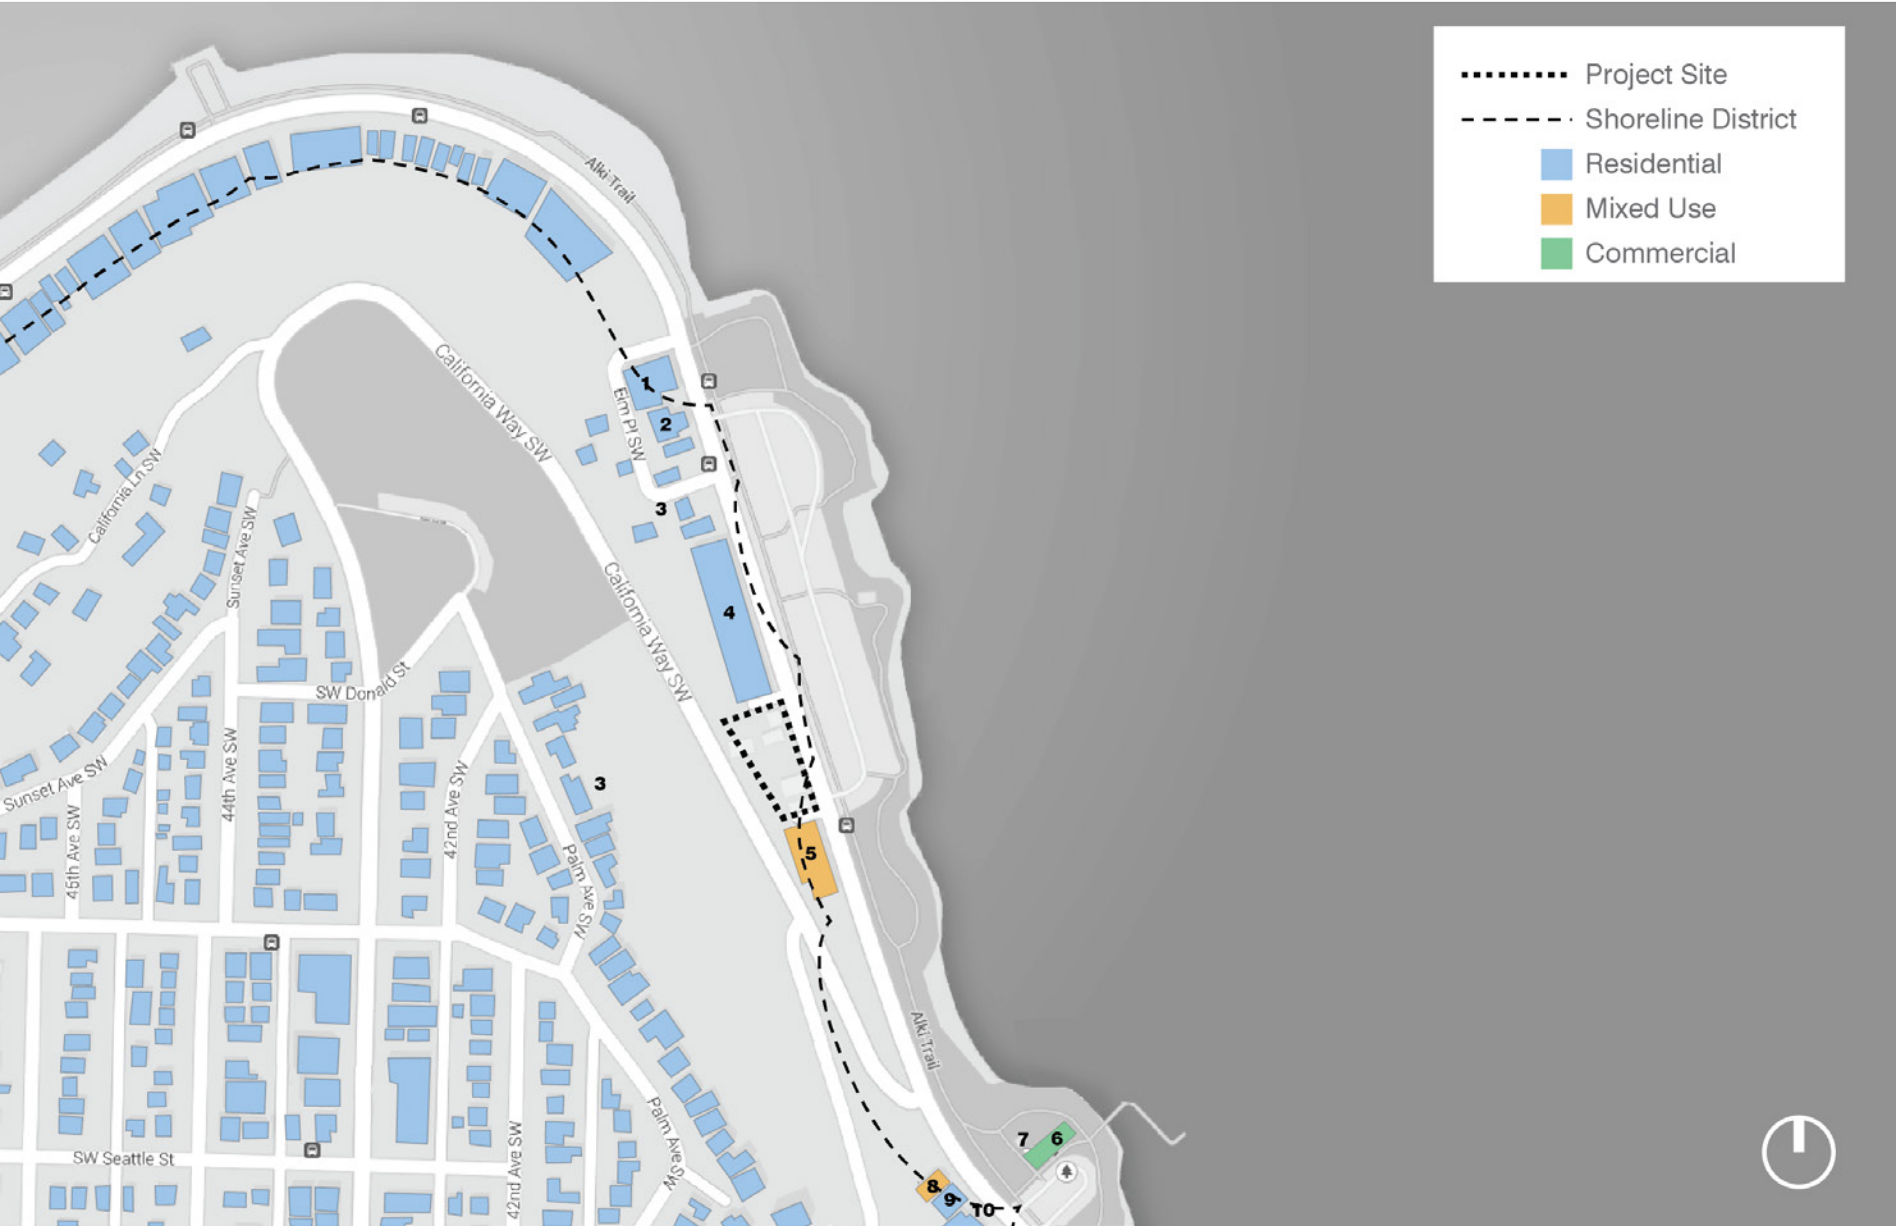 Project Site
Shoreline District
Residential
Mixed Use
Commercial
Alki Trail
California Way SW
1
Elm Pl SW
2
3
California Ln SW
Sunset Ave SW
California Way SW
4
SW Donald St
44th Ave SW
Sunset Ave SW
42nd Ave SW
3
45th Ave SW
Palm Ave SW
5
Alki Trail
Palm Ave SW
42nd Ave SW
SW Seattle St
7
6
8
9
10